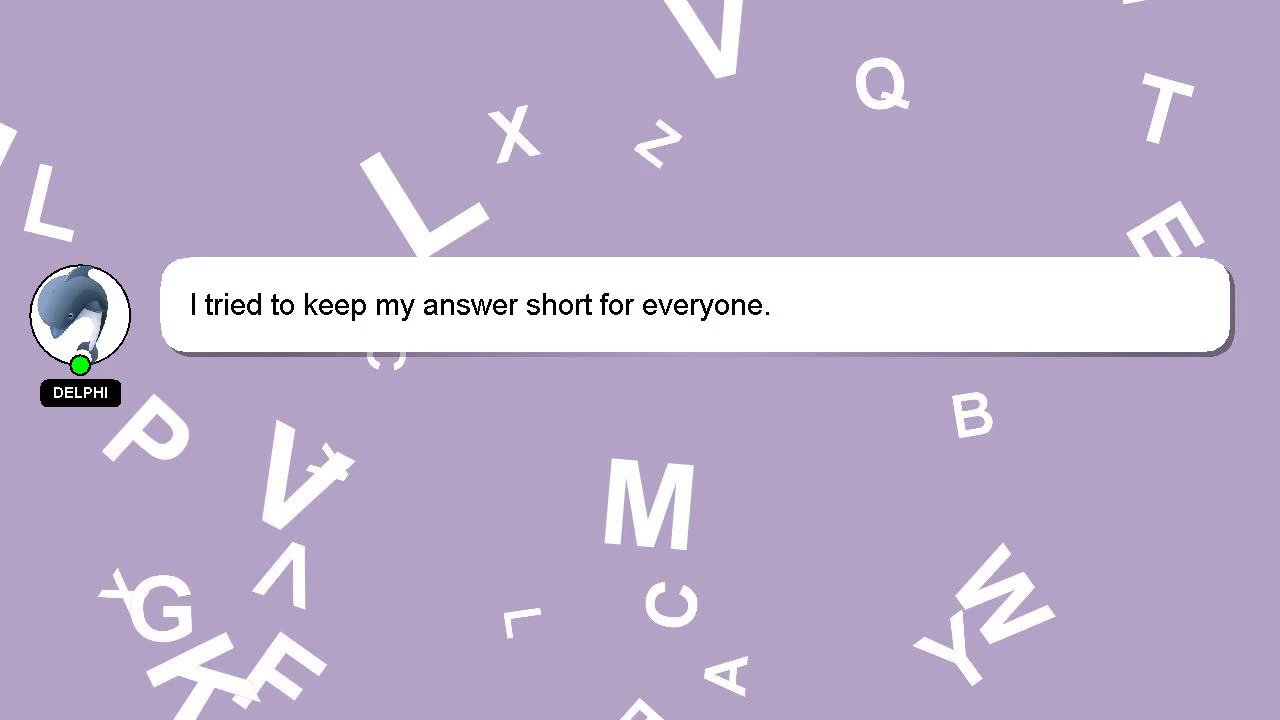 V
Q
T
X
Z
L
L
E
I tried to keep my answer short for everyone.
C
DELPHI
B
P
V
Y
M
V
W
X
G
C
L
Y
K
F
A